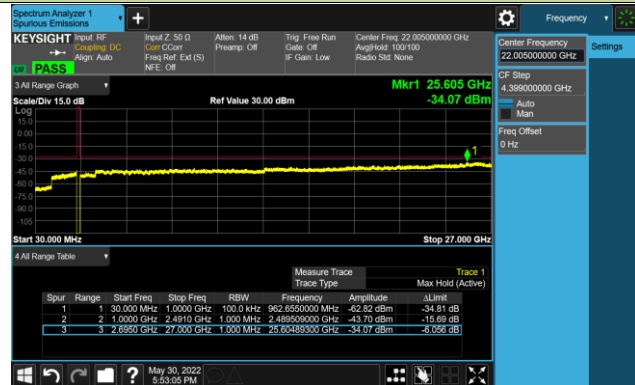 Spectrum Analyzer 1
Spurious Emissions
Frequency
KEYSIGHT
Input: RF
Coupling: DC
Align: Auto
Input Z: 50 Ω
Corr CCorr
Freq Ref: Ext (S)
NFE: Off
Atten: 14 dB
Preamp: Off
Trig: Free Run
Gate: Off
IF Gain: Low
Center Freq: 22.005000000 GHz
Avg|Hold: 100/100
Radio Std: None
PASS
Center Frequency
22.005000000 GHz
Settings
CF Step
4.399000000 GHz
Auto
Man
Freq Offset
0 Hz
3 All Range Graph
Mkr1 25.605 GHz
-34.07 dBm
Scale/Div 15.0 dB
Ref Value 30.00 dBm
Log
15.0
0.00
-15.0
-30.0
-45.0
-60.0
-75.0
-90.0
-105
1
Start 30.000 MHz
Stop 27.000 GHz
4 All Range Table
Measure Trace Trace 1
Trace Type Max Hold (Active)
Spur Range Start Freq Stop Freq RBW Frequency Amplitude ΔLimit
1 1 30.000 MHz 1.0000 GHz 100.0 kHz 962.6550000 MHz -62.82 dBm -34.81 dB
2 2 1.0000 GHz 2.4910 GHz 1.000 MHz 2.489509000 GHz -43.70 dBm -15.69 dB
3 3 2.6950 GHz 27.000 GHz 1.000 MHz 25.60489300 GHz -34.07 dBm -6.056 dB
May 30, 2022
5:53:05 PM